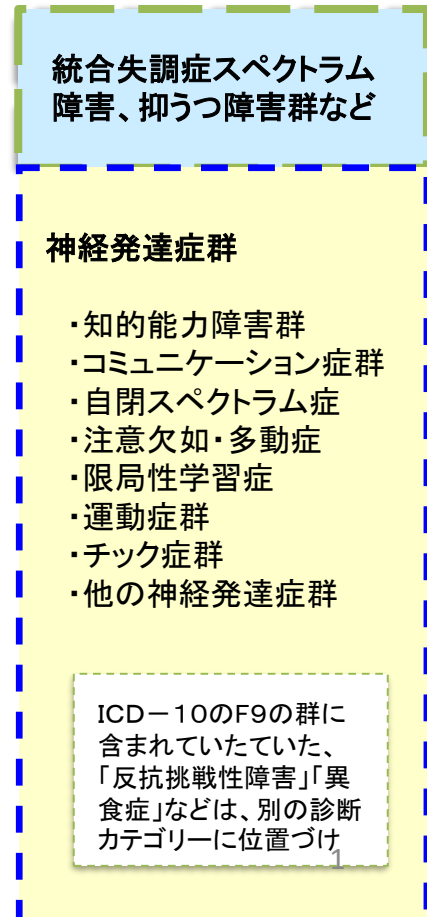 統合失調症スペクトラム
障害、抑うつ障害群など
神経発達症群
・知的能力障害群
・コミュニケーション症群
・自閉スペクトラム症
・注意欠如・多動症
・限局性学習症
・運動症群
・チック症群
・他の神経発達症群
ICD－10のF9の群に
含まれていたていた、
「反抗挑戦性障害」「異
食症」などは、別の診断
カテゴリーに位置づけ
1